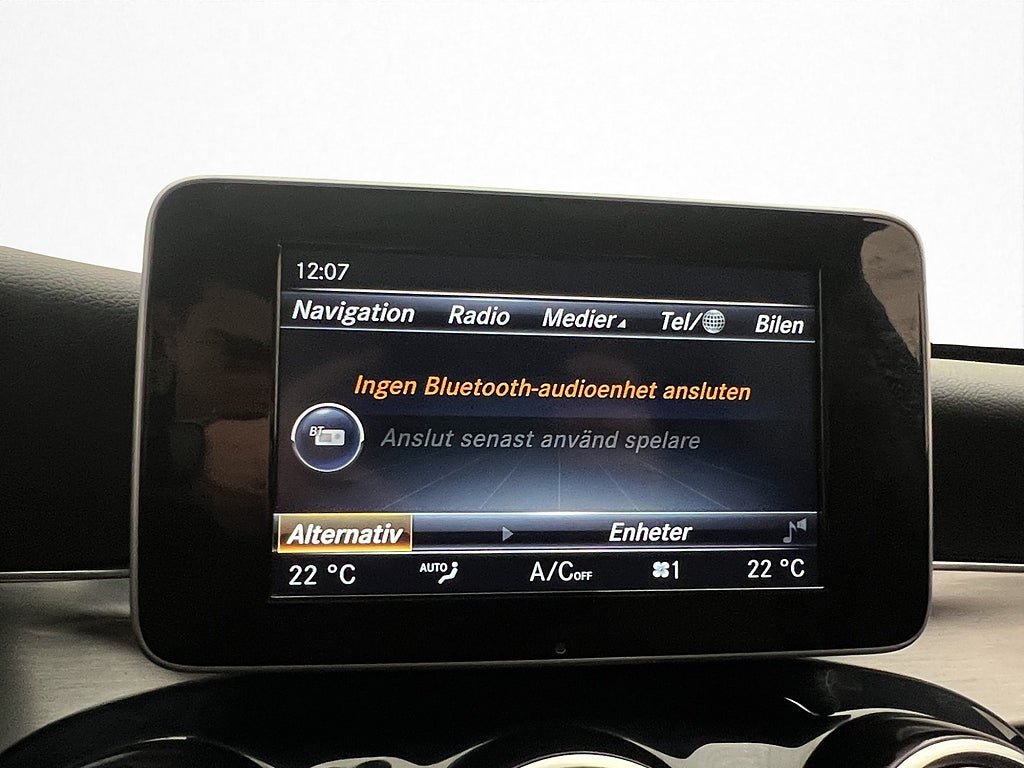 12:07
Navigation Radio Medier Tel/ Bilen
Ingen Bluetooth-audioenhet ansluten
BT
Anslut senast använd spelare
Alternativ Enheter
22 °C AUTO A/COFF 1 22 °C